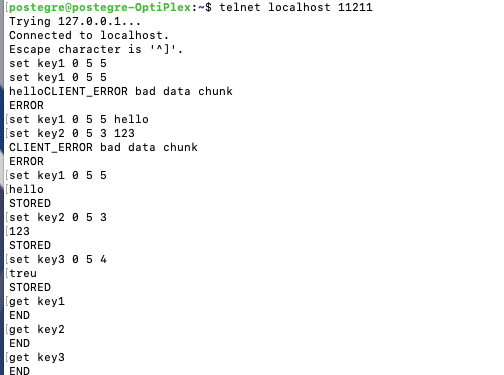 [postegre@postegre-OptiPlex:~$ telnet localhost 11211
Trying 127.0.0.1...
Connected to localhost.
Escape character is '^]'.
set key1 0 5 5
set key1 0 5 5
helloCLIENT_ERROR bad data chunk
ERROR
[set key1 0 5 5 hello
[set key2 0 5 3 123
CLIENT_ERROR bad data chunk
ERROR
[set key1 0 5 5
[hello
STORED
[set key2 0 5 3
[123
STORED
[set key3 0 5 4
[treu
STORED
[get key1
END
[get key2
END
[get key3
END